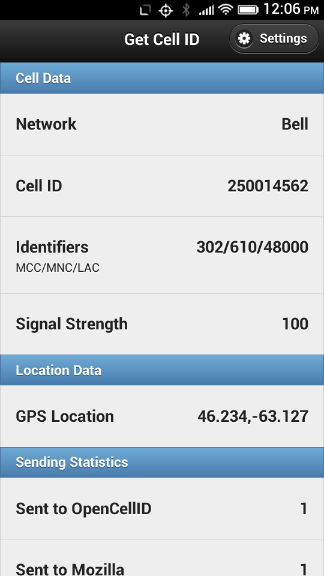 12:06 PM
Get Cell ID
Settings
Cell Data
Network Bell
Cell ID 250014562
Identifiers 302/610/48000
MCC/MNC/LAC
Signal Strength 100
Location Data
GPS Location 46.234,-63.127
Sending Statistics
Sent to OpenCellID 1
Sent to Mozilla 1